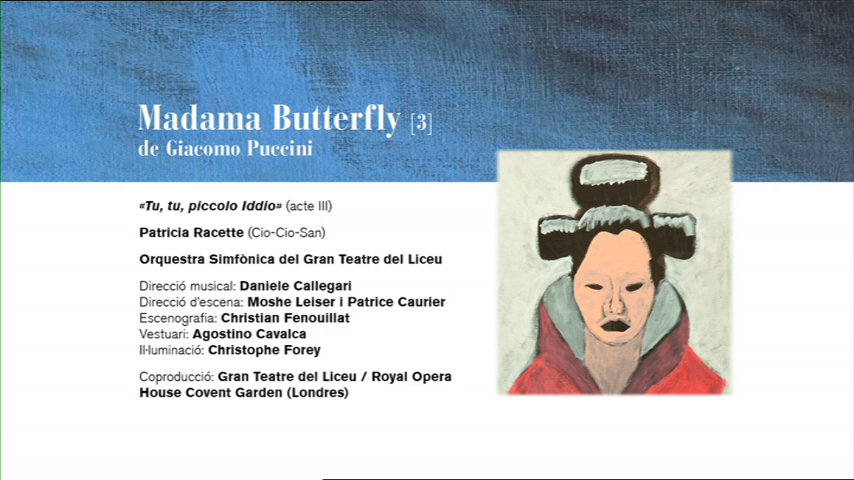 Madama Butterfly [3]
de Giacomo Puccini
«Tu, tu, piccolo Iddio» (acte III)
Patricia Racette (Cio-Cio-San)
Orquestra Simfònica del Gran Teatre del Liceu
Direcció musical: Daniele Callegari
Direcció d'escena: Moshe Leiser i Patrice Caurier
Escenografia: Christian Fenouillat
Vestuari: Agostino Cavalca
Il·luminació: Christophe Forey
Coproducció: Gran Teatre del Liceu / Royal Opera
House Covent Garden (Londres)